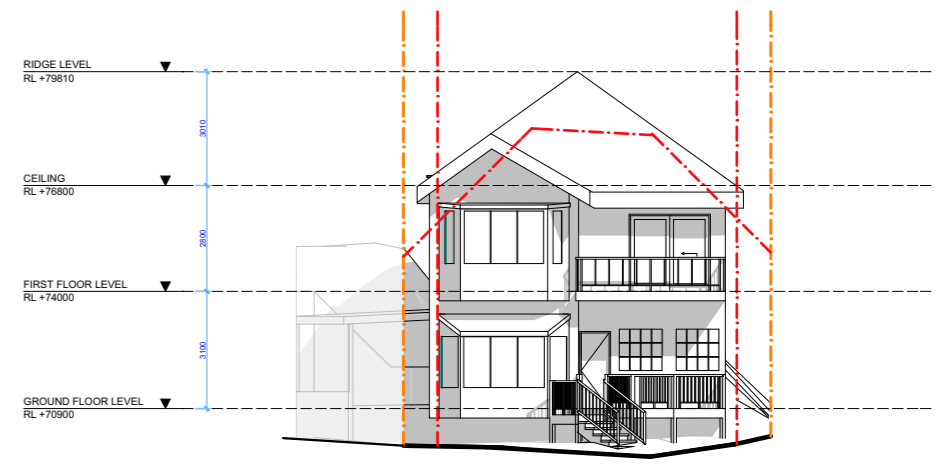 RIDGE LEVEL
RL +79810
3010
CEILING
RL +76800
2800
FIRST FLOOR LEVEL
RL +74000
3100
GROUND FLOOR LEVEL
RL +70900